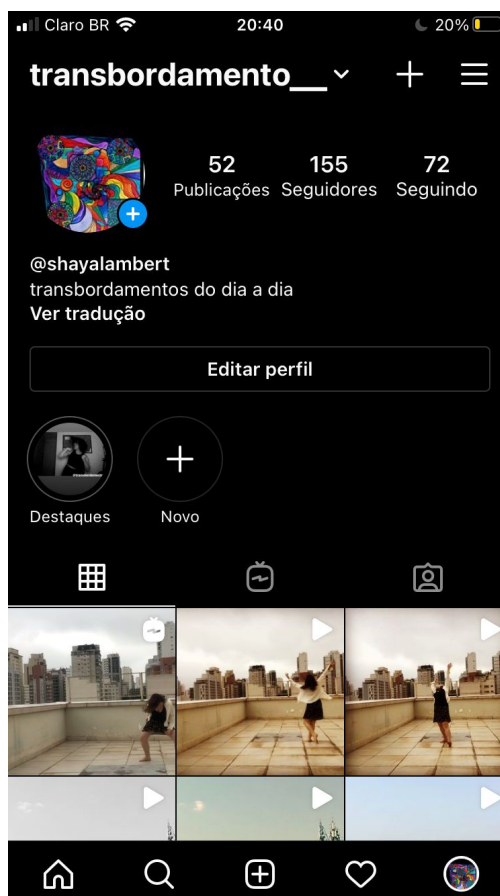 Claro BR 20:40 20%
transbordamento__
52 155 72
Publicações Seguidores Seguindo
@shayalambert
transbordamentos do dia a dia
Ver tradução
Editar perfil
Destaques Novo